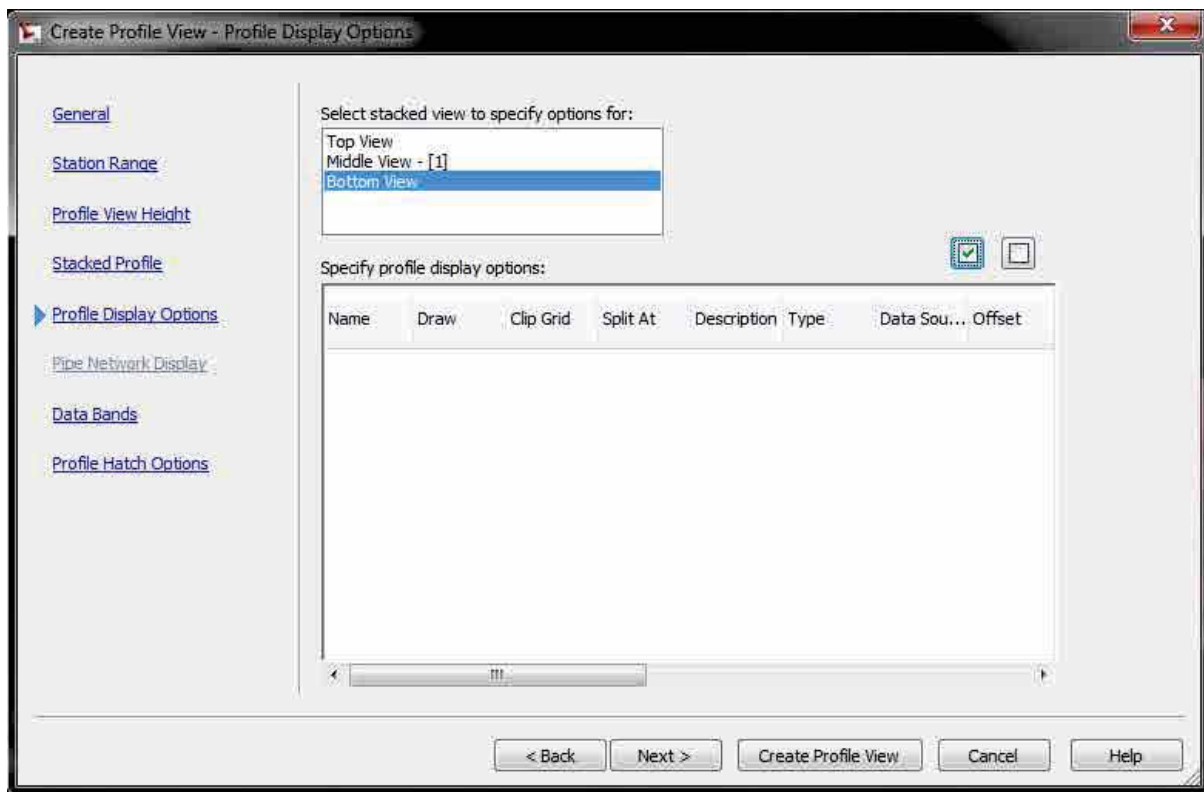 Create Profile View - Profile Display Options
General
Station Range
Profile View Height
Stacked Profile
Profile Display Options
Pipe Network Display
Data Bands
Profile Hatch Options
Select stacked view to specify options for:
Top View
Middle View - [1]
Bottom View
Specify profile display options:
Name Draw Clip Grid Split At Description Type Data Sou... Offset
< Back Next > Create Profile View Cancel Help